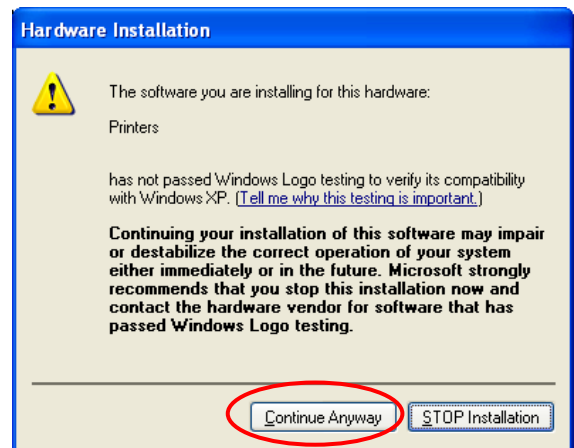 Hardware Installation
The software you are installing for this hardware:
Printers
has not passed Windows Logo testing to verify its compatibility
with Windows XP. (Tell me why this testing is important.)
Continuing your installation of this software may impair
or destabilize the correct operation of your system
either immediately or in the future. Microsoft strongly
recommends that you stop this installation now and
contact the hardware vendor for software that has
passed Windows Logo testing.
Continue Anyway STOP Installation